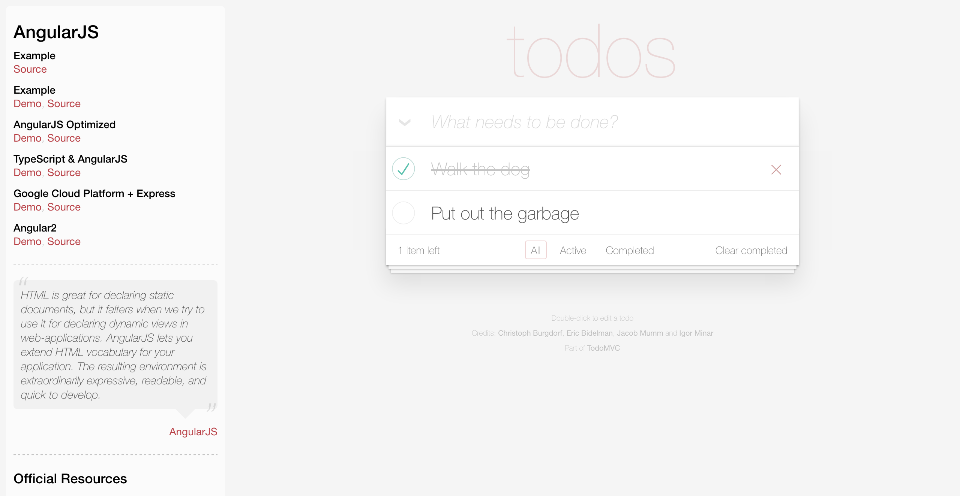 AngularJS
Example
Source
Example
Demo, Source
AngularJS Optimized
Demo, Source
TypeScript & AngularJS
Demo, Source
Google Cloud Platform + Express
Demo, Source
Angular2
Demo, Source
“
HTML is great for declaring static
documents, but it falters when we try to
use it for declaring dynamic views in
web-applications. AngularJS lets you
extend HTML vocabulary for your
application. The resulting environment is
extraordinarily expressive, readable, and
quick to develop.
”
AngularJS
Official Resources
todos
What needs to be done?
Walk the dog
Put out the garbage
1 item left
All
Active
Completed
Clear completed
Double-click to edit a todo
Credits: Christoph Burgdorf, Eric Bidelman, Jacob Mumm and Igor Minar
Part of TodoMVC